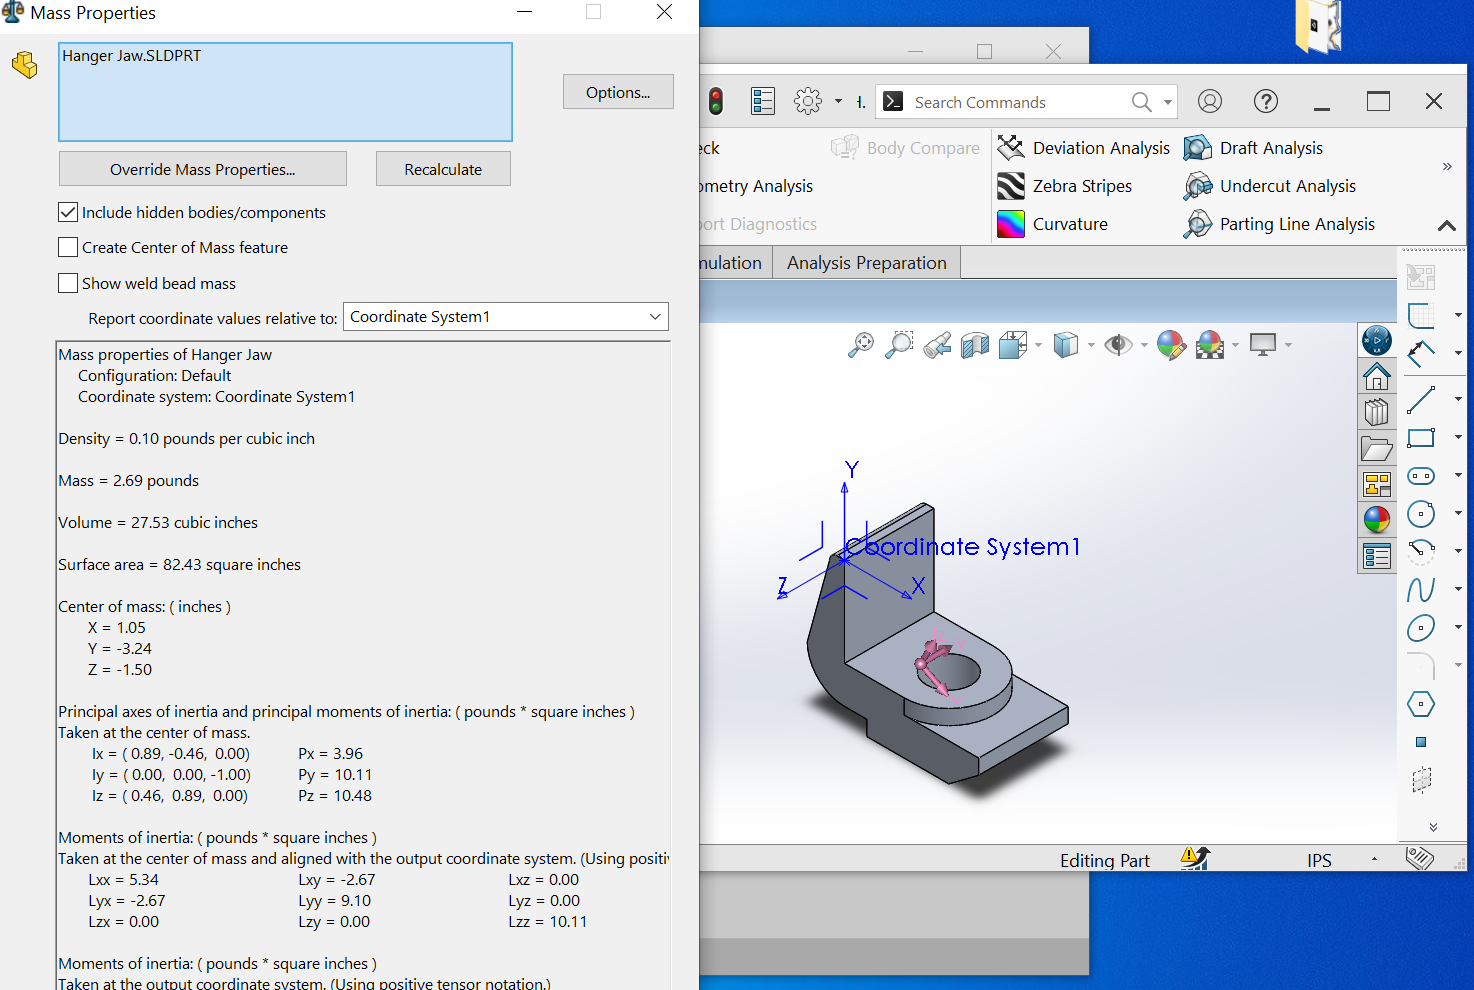 Mass Properties
Hanger Jaw.SLDPRT
Options...
Override Mass Properties...
Recalculate
Include hidden bodies/components
Create Center of Mass feature
Show weld bead mass
Report coordinate values relative to:
Coordinate System1
Mass properties of Hanger Jaw
Configuration: Default
Coordinate system: Coordinate System1
Density = 0.10 pounds per cubic inch
Mass = 2.69 pounds
Volume = 27.53 cubic inches
Surface area = 82.43 square inches
Center of mass: ( inches )
X = 1.05
Y = -3.24
Z = -1.50
Principal axes of inertia and principal moments of inertia: ( pounds * square inches )
Taken at the center of mass.
Ix = ( 0.89, -0.46, 0.00) Px = 3.96
Iy = ( 0.00, 0.00, -1.00) Py = 10.11
Iz = ( 0.46, 0.89, 0.00) Pz = 10.48
Moments of inertia: ( pounds * square inches )
Taken at the center of mass and aligned with the output coordinate system. (Using positiv
Lxx = 5.34 Lxy = -2.67 Lxz = 0.00
Lyx = -2.67 Lyy = 9.10 Lyz = 0.00
Lzx = 0.00 Lzy = 0.00 Lzz = 10.11
Moments of inertia: ( pounds * square inches )
Taken at the output coordinate system. (Using positive tensor notation.)
Search Commands
eck
Body Compare
Deviation Analysis
Draft Analysis
ometry Analysis
Zebra Stripes
Undercut Analysis
port Diagnostics
Curvature
Parting Line Analysis
mulation
Analysis Preparation
Y
Coordinate System1
Z
X
Editing Part
IPS